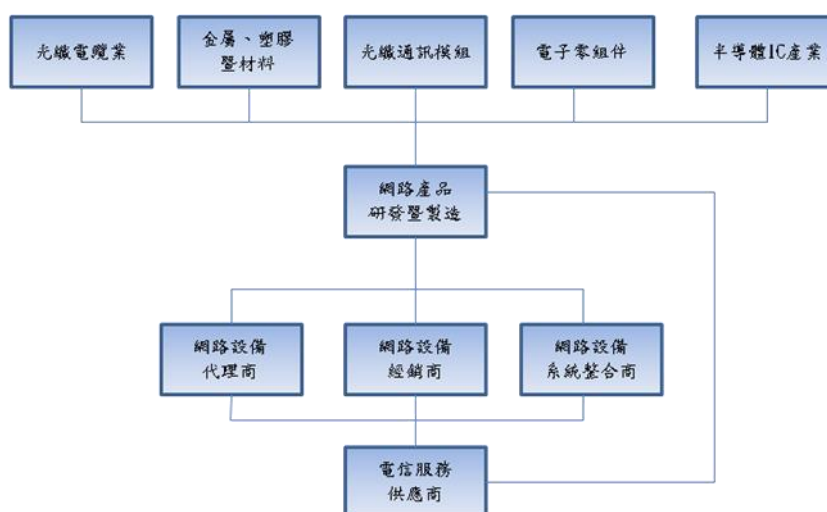 光纖電纜業
金屬、塑膠
暨材料
光纖通訊模組
電子零組件
半導體IC產業
網路產品
研發暨製造
網路設備
代理商
網路設備
經銷商
網路設備
系統整合商
電信服務
供應商